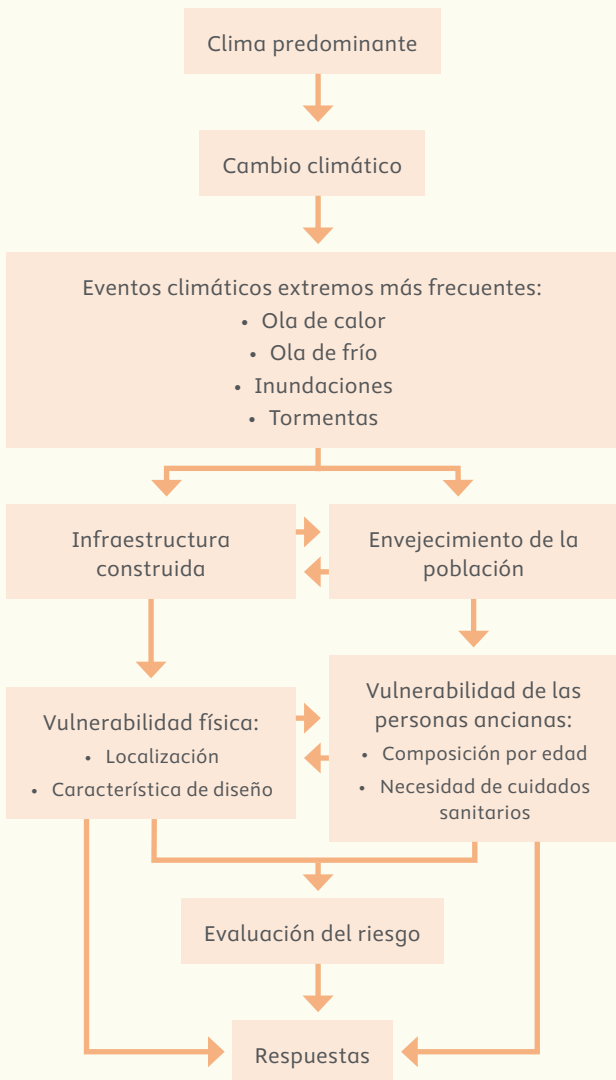 Clima predominante
Cambio climático
Eventos climáticos extremos más frecuentes:
• Ola de calor
• Ola de frío
• Inundaciones
• Tormentas
Infraestructura
construida
Envejecimiento de la
población
Vulnerabilidad física:
• Localización
• Característica de diseño
Vulnerabilidad de las
personas ancianas:
• Composición por edad
• Necesidad de cuidados
sanitarios
Evaluación del riesgo
Respuestas